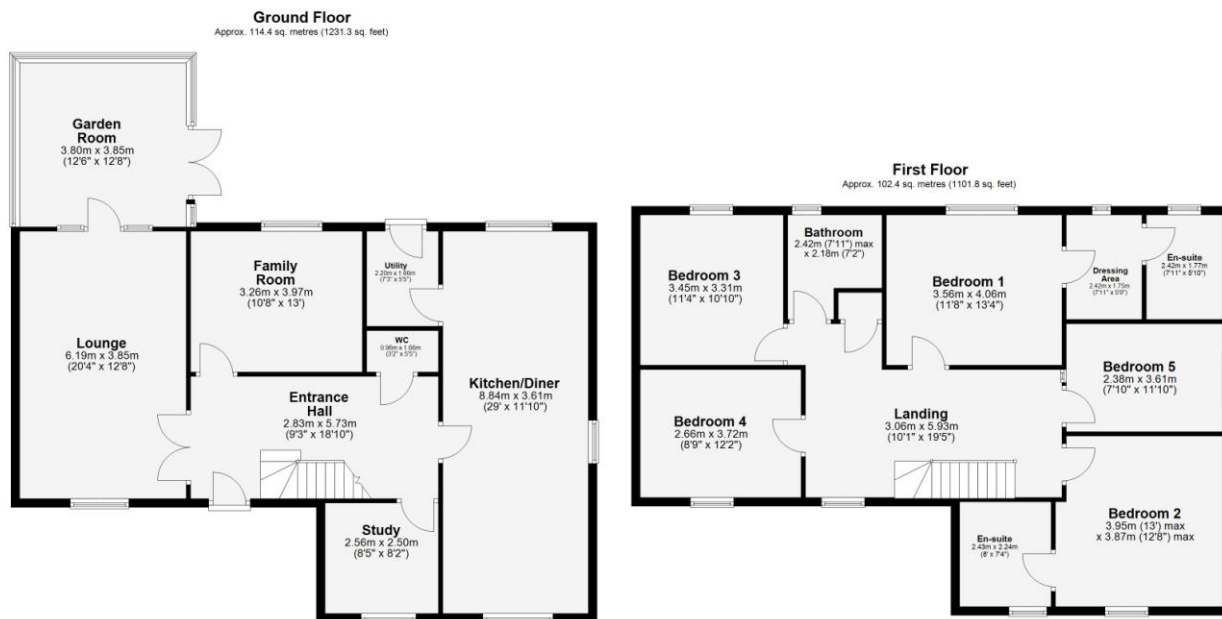 Ground Floor
Approx. 114.4 sq. metres (1231.3 sq. feet)
Garden
Room
3.80m x 3.85m
(12'6" x 12'8")
Lounge
6.19m x 3.85m
(20'4" x 12'8")
Family
Room
3.26m x 3.97m
(10'8" x 13')
Utility
2.20m x 1.66m
(7'3" x 5'5")
WC
0.96m x 1.66m
(3'2" x 5'5")
Entrance
Hall
2.83m x 5.73m
(9'3" x 18'10")
Kitchen/Diner
8.84m x 3.61m
(29' x 11'10")
Study
2.56m x 2.50m
(8'5" x 8'2")
First Floor
Approx. 102.4 sq. metres (1101.8 sq. feet)
Bedroom 3
3.45m x 3.31m
(11'4" x 10'10")
Bathroom
2.42m (7'11") max
x 2.18m (7'2")
Bedroom 1
3.56m x 4.06m
(11'8" x 13'4")
Dressing
Area
2.42m x 1.75m
(7'11" x 5'9")
En-suite
2.42m x 1.77m
(7'11" x 5'10")
Bedroom 5
2.38m x 3.61m
(7'10" x 11'10")
Bedroom 4
2.66m x 3.72m
(8'9" x 12'2")
Landing
3.06m x 5.93m
(10'1" x 19'5")
Bedroom 2
3.95m (13') max
x 3.87m (12'8") max
En-suite
2.43m x 2.24m
(8' x 7'4")